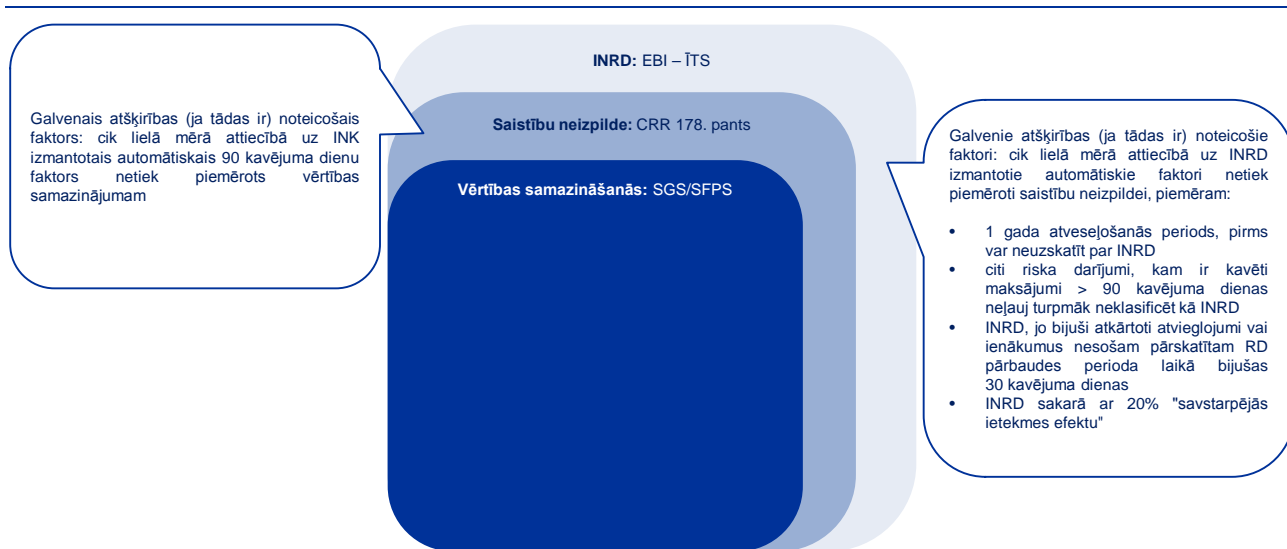 INRD: EBI – ĪTS
Saistību neizpilde: CRR 178. pants
Vērtības samazināšanās: SGS/SFPS
Galvenais atšķirības (ja tādas ir) noteicošais
faktors: cik lielā mērā attiecībā uz INK
izmantotais automātiskais 90 kavējuma dienu
faktors netiek piemērots vērtības
samazinājumam
Galvenie atšķirības (ja tādas ir) noteicošie
faktori: cik lielā mērā attiecībā uz INRD
izmantotie automātiskie faktori netiek
piemēroti saistību neizpildei, piemēram:
• 1 gada atveseļošanās periods, pirms
var neuzskatīt par INRD
• citi riska darījumi, kam ir kavēti
maksājumi > 90 kavējuma dienas
neļauj turpmāk neklasificēt kā INRD
• INRD, jo bijuši atkārtoti atvieglojumi vai
ienākumus nesošam pārskatītam RD
pārbaudes perioda laikā bijušas
30 kavējuma dienas
• INRD sakarā ar 20% "savstarpējās
ietekmes efektu"